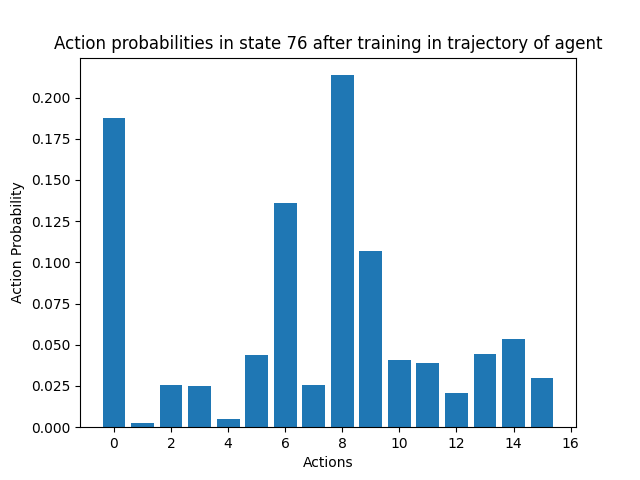 Action probabilities in state 76 after training in trajectory of agent
0.200
0.175
0.150
0.125
0.100
0.075
0.050
0.025
0.000
Action Probability
0 2 4 6 8 10 12 14 16
Actions